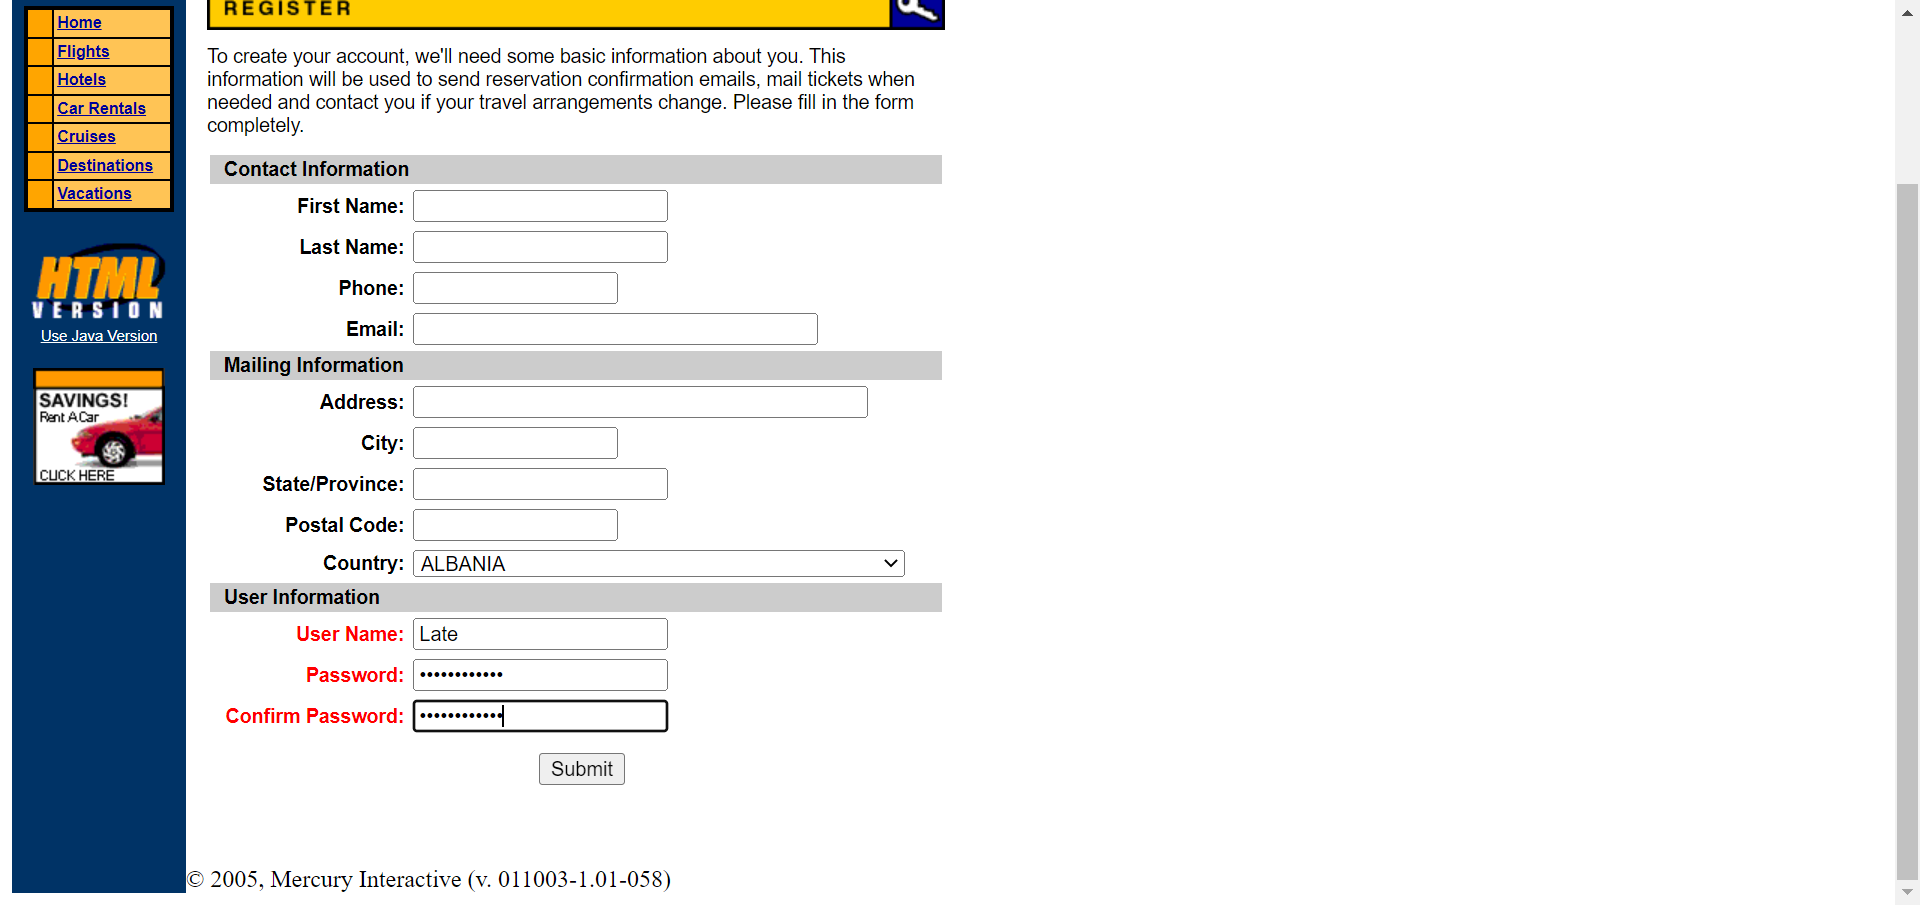 Home
Flights
Hotels
Car Rentals
Cruises
Destinations
Vacations
HTML
VERSION
Use Java Version
SAVINGS!
Rent A Car
CLICK HERE
REGISTER
To create your account, we'll need some basic information about you. This
information will be used to send reservation confirmation emails, mail tickets when
needed and contact you if your travel arrangements change. Please fill in the form
completely.
Contact Information
First Name:
Last Name:
Phone:
Email:
Mailing Information
Address:
City:
State/Province:
Postal Code:
Country: ALBANIA
User Information
User Name: Late
Password: ••••••••••••
Confirm Password: ••••••••••••
Submit
© 2005, Mercury Interactive (v. 011003-1.01-058)